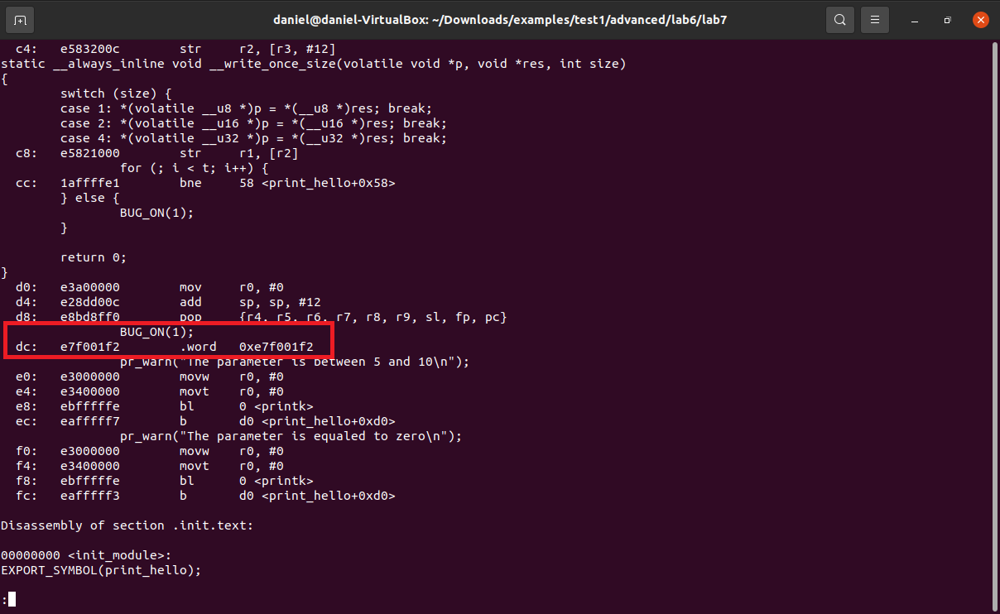 daniel@daniel-VirtualBox: ~/Downloads/examples/test1/advanced/lab6/lab7
c4: e583200c str r2, [r3, #12]
static __always_inline void __write_once_size(volatile void *p, void *res, int size)
{
switch (size) {
case 1: *(volatile __u8 *)p = *(__u8 *)res; break;
case 2: *(volatile __u16 *)p = *(__u16 *)res; break;
case 4: *(volatile __u32 *)p = *(__u32 *)res; break;
c8: e5821000 str r1, [r2]
for (; i < t; i++) {
cc: 1affffe1 bne 58 <print_hello+0x58>
} else {
BUG_ON(1);
}
return 0;
}
d0: e3a00000 mov r0, #0
d4: e28dd00c add sp, sp, #12
d8: e8bd8ff0 pop {r4, r5, r6, r7, r8, r9, sl, fp, pc}
BUG_ON(1);
dc: e7f001f2 .word 0xe7f001f2
pr_warn("The parameter is between 5 and 10\n");
e0: e3000000 movw r0, #0
e4: e3400000 movt r0, #0
e8: ebfffffe bl 0 <printk>
ec: eafffff7 b d0 <print_hello+0xd0>
pr_warn("The parameter is equaled to zero\n");
f0: e3000000 movw r0, #0
f4: e3400000 movt r0, #0
f8: ebfffffe bl 0 <printk>
fc: eafffff3 b d0 <print_hello+0xd0>
Disassembly of section .init.text:
00000000 <init_module>:
EXPORT_SYMBOL(print_hello);
: